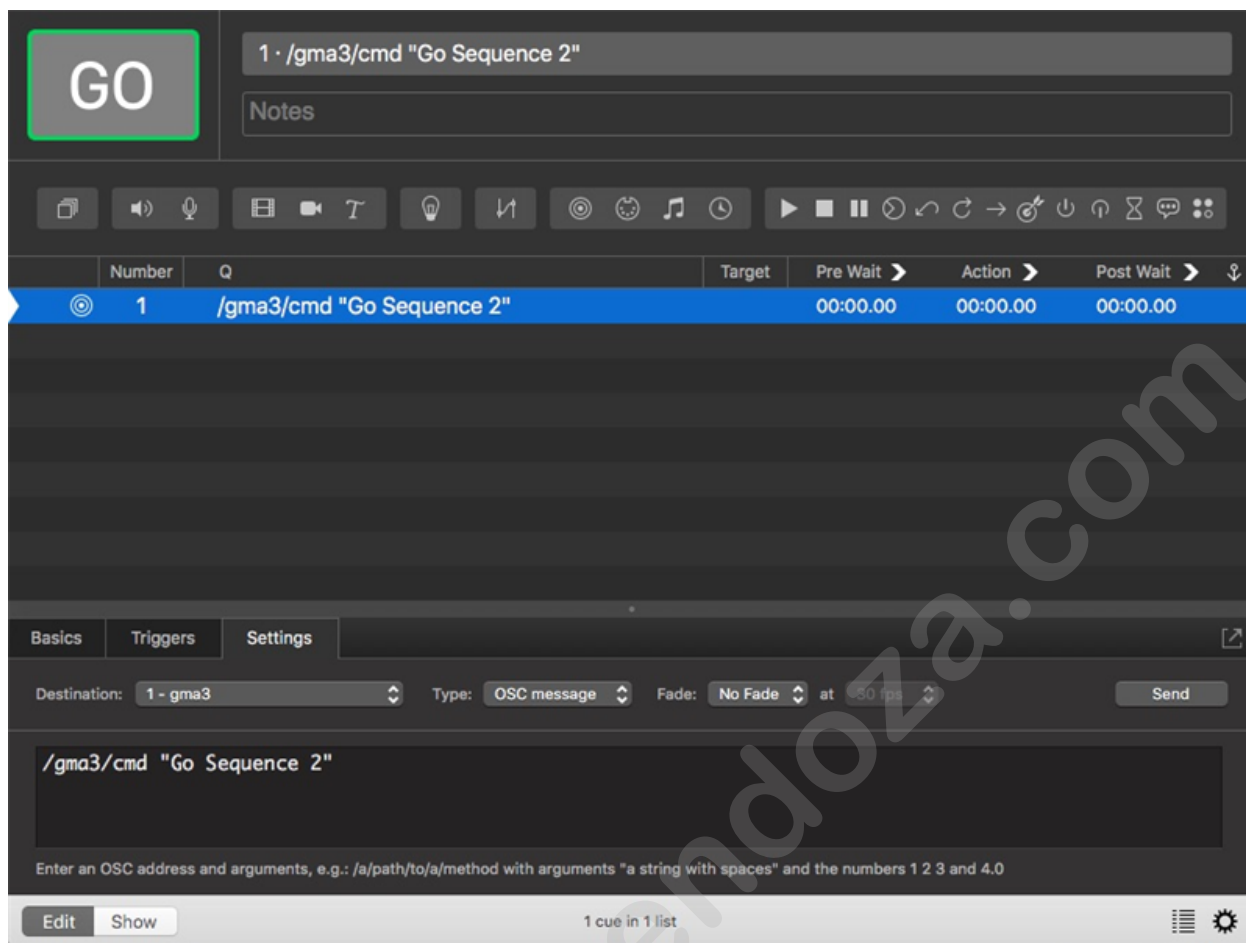 GO
1 · /gma3/cmd "Go Sequence 2"
Notes
Number Q Target Pre Wait Action Post Wait
1 /gma3/cmd "Go Sequence 2" 00:00.00 00:00.00 00:00.00
Basics Triggers Settings
Destination: 1 - gma3 Type: OSC message Fade: No Fade at 30 fps Send
/gma3/cmd "Go Sequence 2"
Enter an OSC address and arguments, e.g.: /a/path/to/a/method with arguments "a string with spaces" and the numbers 1 2 3 and 4.0
Edit Show 1 cue in 1 list
endoza.com